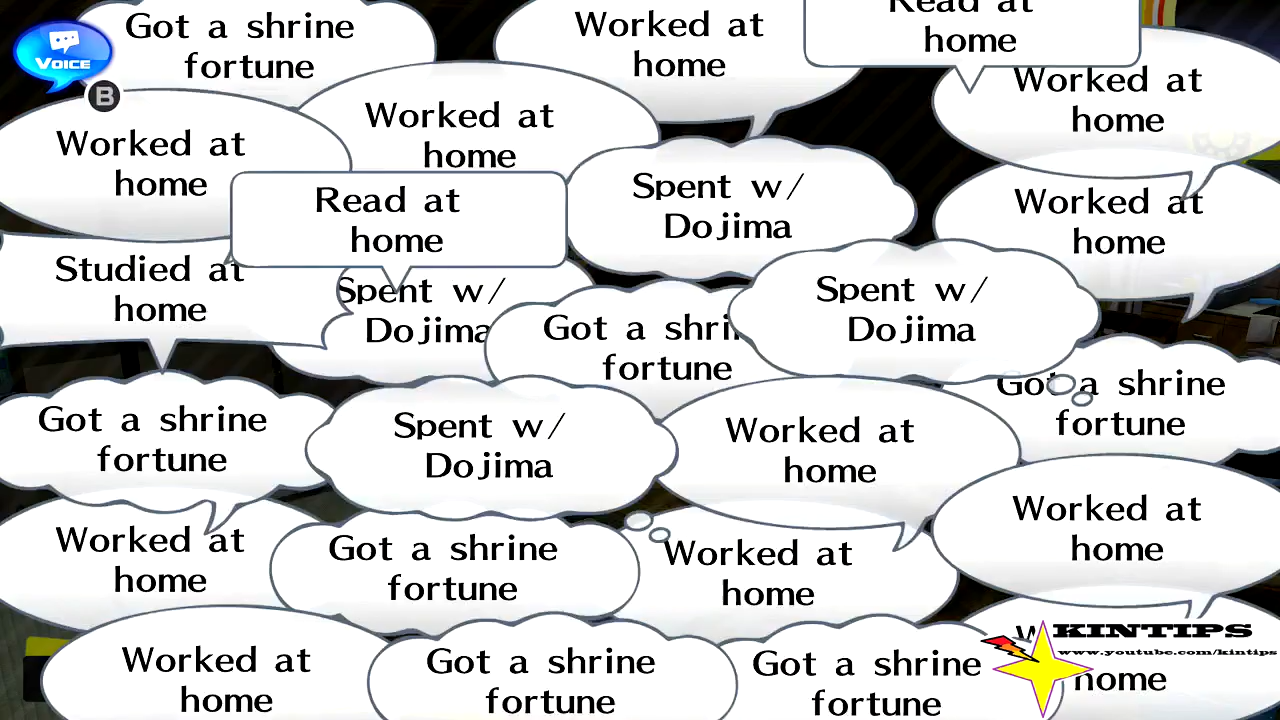 Got a shrine
fortune
Worked at
home
Read at
home
VOICE
B
Worked at
home
Worked at
home
Worked at
home
Read at
home
Spent w/
Dojima
Worked at
home
Studied at
home
Spent w/
Dojima
Got a shri
fortune
Spent w/
Dojima
Got a shrine
fortune
Got a shrine
fortune
Spent w/
Dojima
Worked at
home
Worked at
home
Got a shrine
fortune
Worked at
home
Worked at
home
Worked at
home
Got a shrine
fortune
Got a shrine
fortune
W
home
KINTIPS
www.youtube.com/kintips